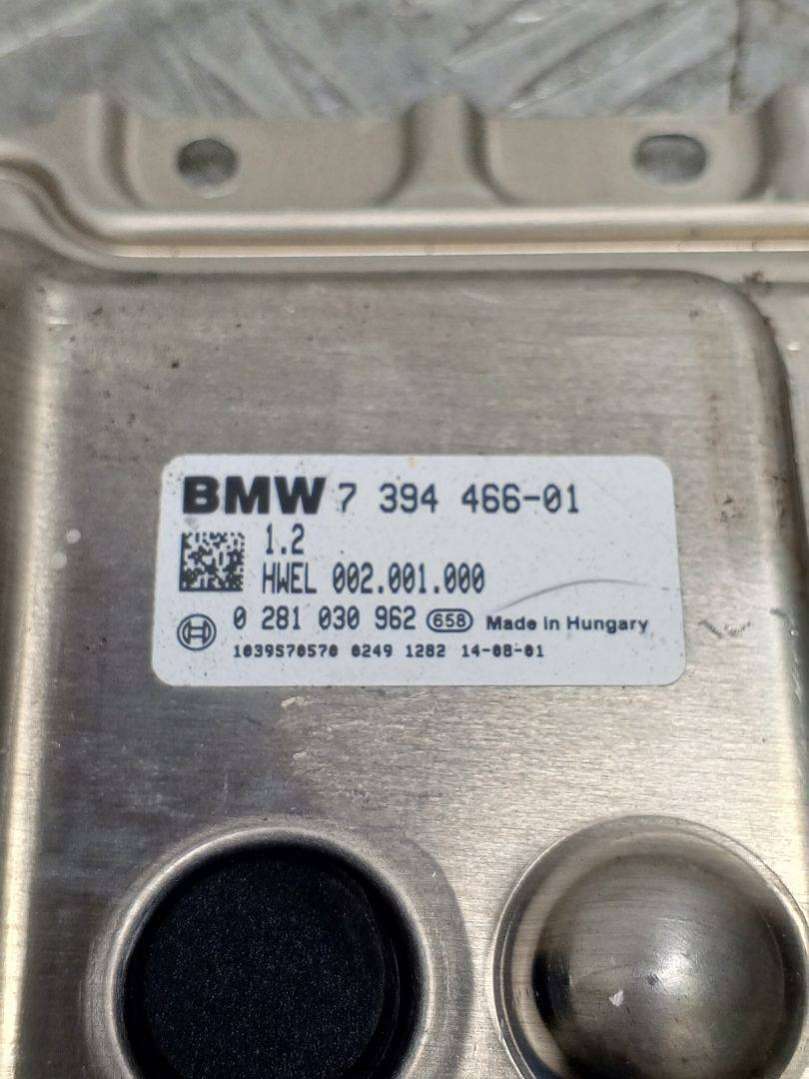 BMW 7 394 466-01
1.2
HWEL 002.001.000
0 281 030 962 658 Made in Hungary
1039S70570 0249 1282 14-08-01